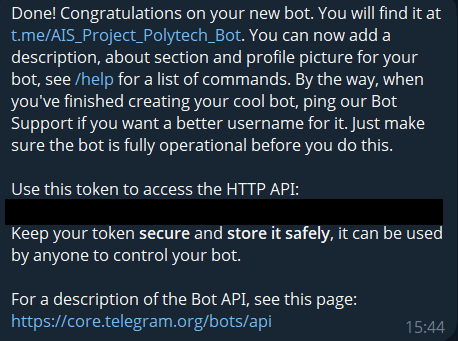 Done! Congratulations on your new bot. You will find it at
t.me/AIS_Project_Polytech_Bot. You can now add a
description, about section and profile picture for your
bot, see /help for a list of commands. By the way, when
you've finished creating your cool bot, ping our Bot
Support if you want a better username for it. Just make
sure the bot is fully operational before you do this.
Use this token to access the HTTP API:
Keep your token secure and store it safely, it can be used
by anyone to control your bot.
For a description of the Bot API, see this page:
https://core.telegram.org/bots/api
15:44